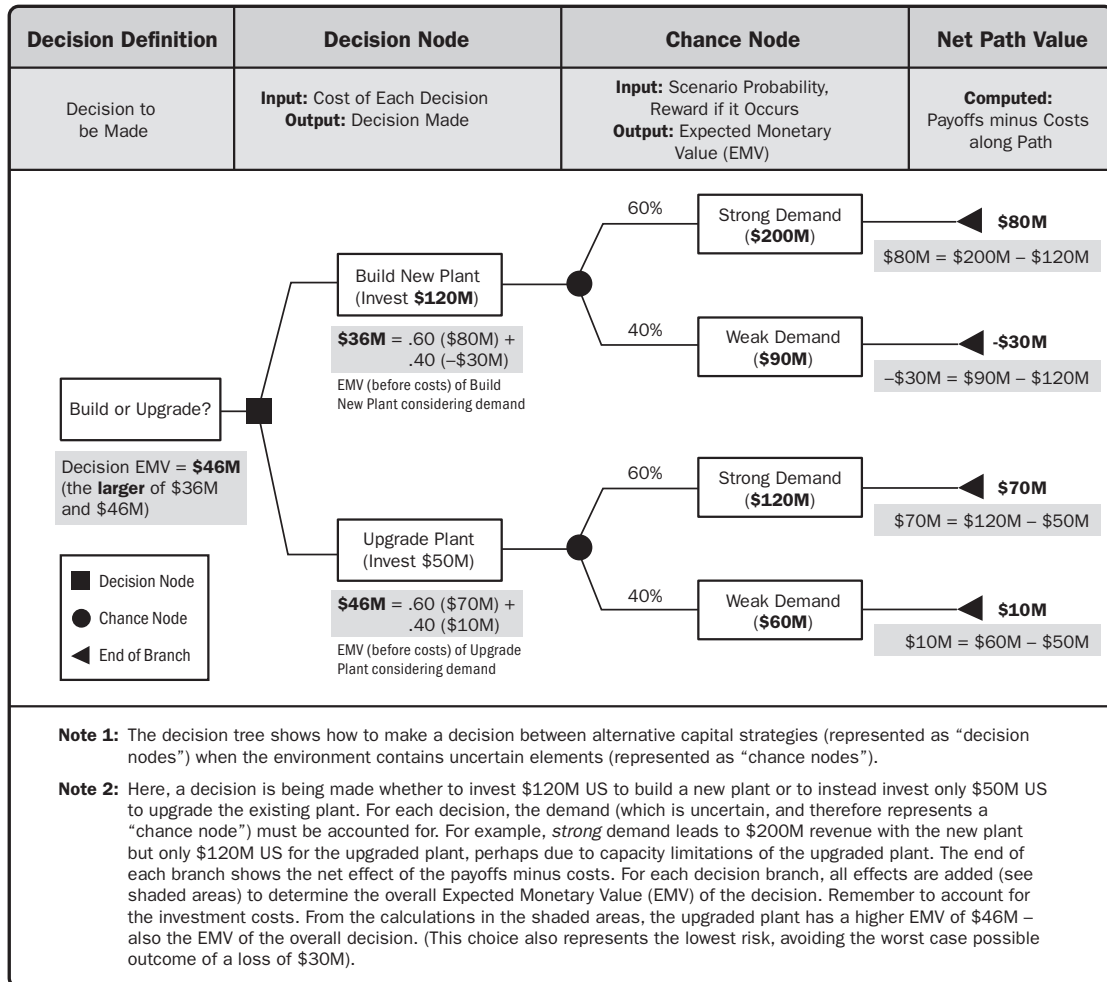 Decision Definition
Decision Node
Chance Node
Net Path Value
Decision to
be Made
Input: Cost of Each Decision
Output: Decision Made
Input: Scenario Probability,
Reward if it Occurs
Output: Expected Monetary
Value (EMV)
Computed:
Payoffs minus Costs
along Path
60%
Strong Demand
($200M)
$80M
$80M = $200M – $120M
Build New Plant
(Invest $120M)
$36M = .60 ($80M) +
.40 (–$30M)
EMV (before costs) of Build
New Plant considering demand
40%
Weak Demand
($90M)
-$30M
–$30M = $90M – $120M
Build or Upgrade?
Decision EMV = $46M
(the larger of $36M
and $46M)
60%
Strong Demand
($120M)
$70M
$70M = $120M – $50M
Upgrade Plant
(Invest $50M)
$46M = .60 ($70M) +
.40 ($10M)
EMV (before costs) of Upgrade
Plant considering demand
40%
Weak Demand
($60M)
$10M
$10M = $60M – $50M
Decision Node
Chance Node
End of Branch
Note 1: The decision tree shows how to make a decision between alternative capital strategies (represented as “decision
nodes”) when the environment contains uncertain elements (represented as “chance nodes”).
Note 2: Here, a decision is being made whether to invest $120M US to build a new plant or to instead invest only $50M US
to upgrade the existing plant. For each decision, the demand (which is uncertain, and therefore represents a
“chance node”) must be accounted for. For example, strong demand leads to $200M revenue with the new plant
but only $120M US for the upgraded plant, perhaps due to capacity limitations of the upgraded plant. The end of
each branch shows the net effect of the payoffs minus costs. For each decision branch, all effects are added (see
shaded areas) to determine the overall Expected Monetary Value (EMV) of the decision. Remember to account for
the investment costs. From the calculations in the shaded areas, the upgraded plant has a higher EMV of $46M –
also the EMV of the overall decision. (This choice also represents the lowest risk, avoiding the worst case possible
outcome of a loss of $30M).